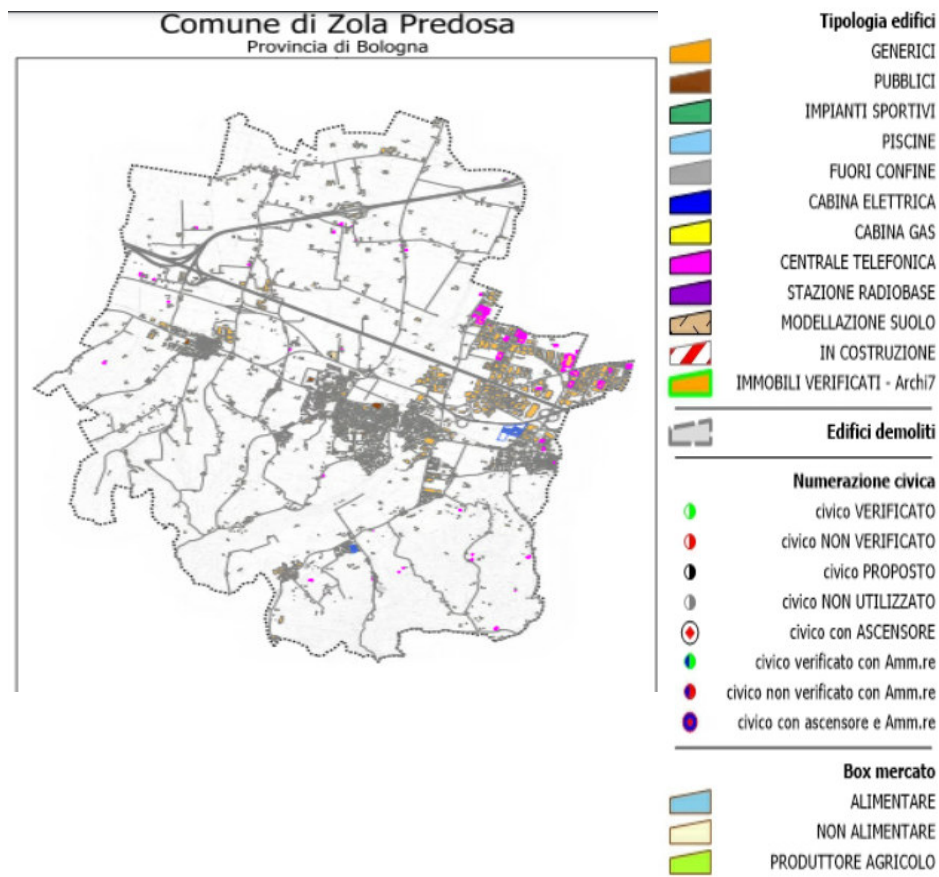 Comune di Zola Predosa
Provincia di Bologna
Tipologia edifici
GENERICI
PUBBLICI
IMPIANTI SPORTIVI
PISCINE
FUORI CONFINE
CABINA ELETTRICA
CABINA GAS
CENTRALE TELEFONICA
STAZIONE RADIOBASE
MODELLAZIONE SUOLO
IN COSTRUZIONE
IMMOBILI VERIFICATI - Archi7
Edifici demoliti
Numerazione civica
civico VERIFICATO
civico NON VERIFICATO
civico PROPOSTO
civico NON UTILIZZATO
civico con ASCENSORE
civico verificato con Amm.re
civico non verificato con Amm.re
civico con ascensore e Amm.re
Box mercato
ALIMENTARE
NON ALIMENTARE
PRODUTTORE AGRICOLO